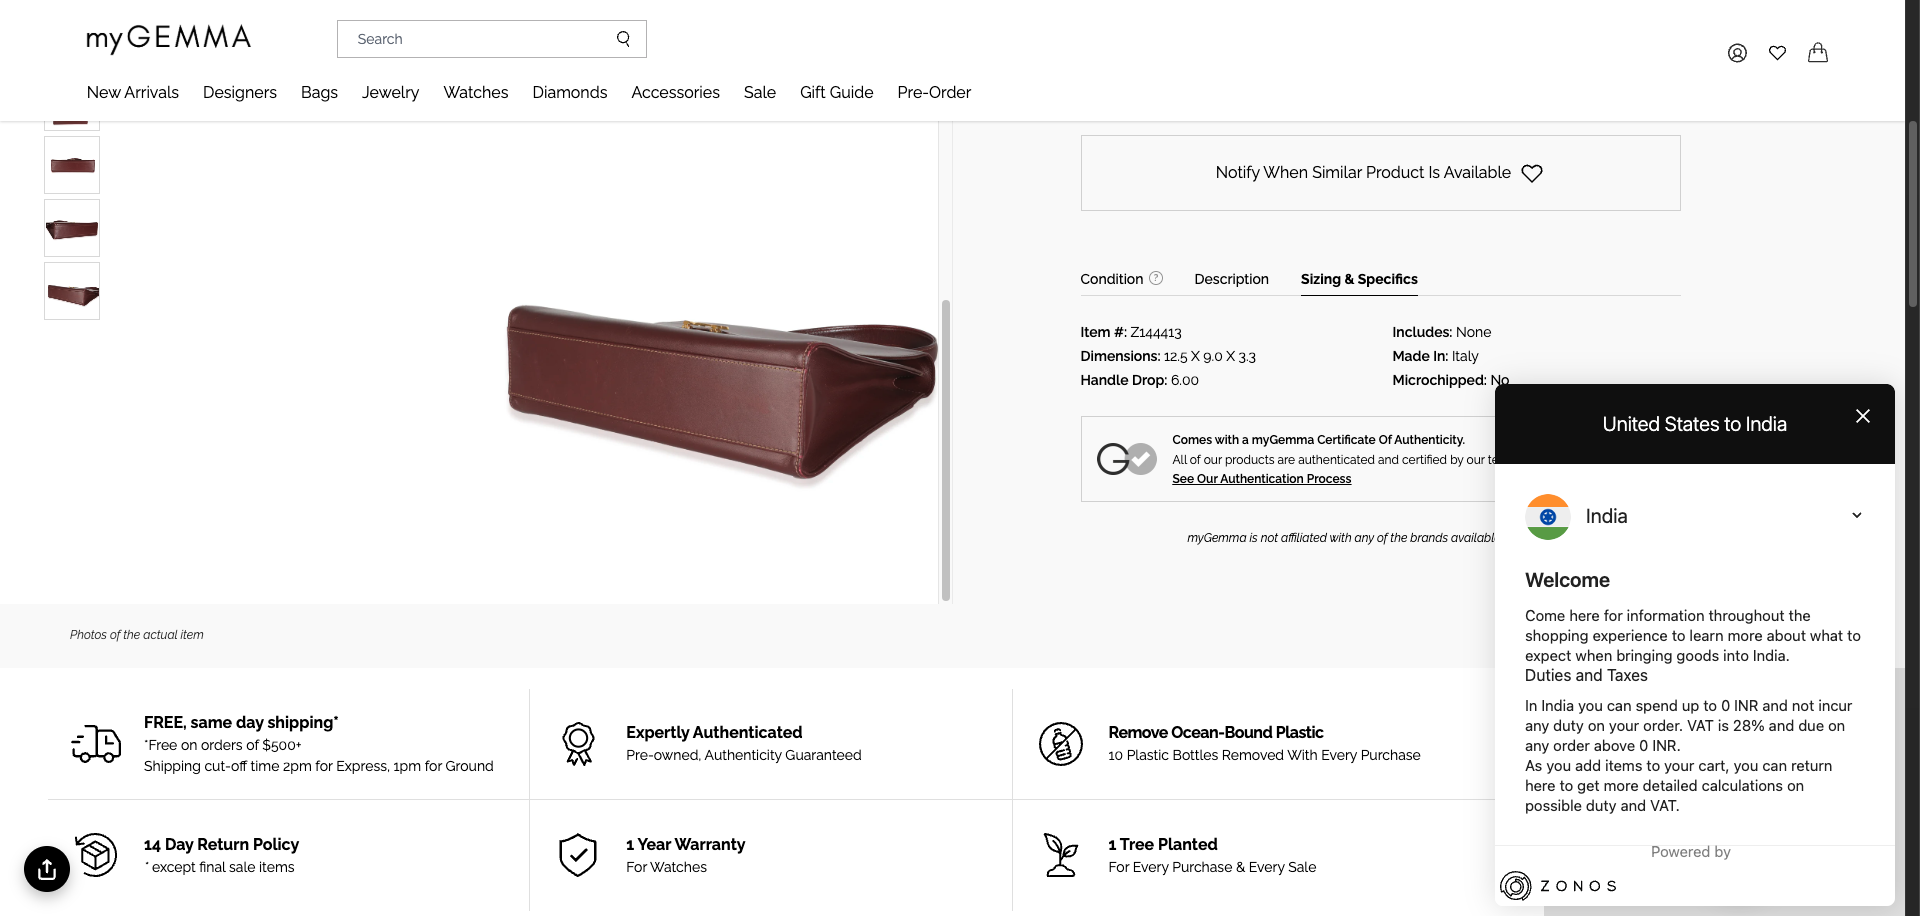 myGEMMA
Search
New Arrivals
Designers
Bags
Jewelry
Watches
Diamonds
Accessories
Sale
Gift Guide
Pre-Order
Notify When Similar Product Is Available
Condition ?
Description
Sizing & Specifics
Item #: Z144413
Dimensions: 12.5 X 9.0 X 3.3
Handle Drop: 6.00
Includes: None
Made In: Italy
Microchipped: No
Comes with a myGemma Certificate Of Authenticity.
All of our products are authenticated and certified by our
See Our Authentication Process
myGemma is not affiliated with any of the brands
Photos of the actual item
FREE, same day shipping*
*Free on orders of $500+
Shipping cut-off time 2pm for Express, 1pm for Ground
Expertly Authenticated
Pre-owned, Authenticity Guaranteed
Remove Ocean-Bound Plastic
10 Plastic Bottles Removed With Every Purchase
14 Day Return Policy
* except final sale items
1 Year Warranty
For Watches
1 Tree Planted
For Every Purchase & Every Sale
United States to India
India
Welcome
Come here for information throughout the
shopping experience to learn more about what to
expect when bringing goods into India.
Duties and Taxes
In India you can spend up to 0 INR and not incur
any duty on your order. VAT is 28% and due on
any order above 0 INR.
As you add items to your cart, you can return
here to get more detailed calculations on
possible duty and VAT.
Powered by
ZONOS